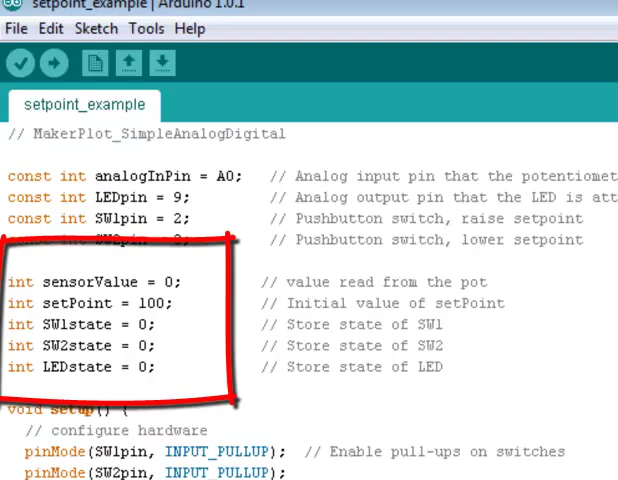 setpoint_example | Arduino 1.0.1
File Edit Sketch Tools Help
setpoint_example
// MakerPlot_SimpleAnalogDigital
const int analogInPin = A0; // Analog input pin that the potentiomet
const int LEDpin = 9; // Analog output pin that the LED is att
const int SW1pin = 2; // Pushbutton switch, raise setpoint
const int SW2pin // Pushbutton switch, lower setpoint
int sensorValue = 0; // value read from the pot
int setPoint = 100; // Initial value of setPoint
int SW1state = 0; // Store state of SW1
int SW2state = 0; // Store state of SW2
int LEDstate = 0; // Store state of LED
void setup() {
// configure hardware
pinMode(SW1pin, INPUT_PULLUP); // Enable pull-ups on switches
pinMode(SW2pin, INPUT_PULLUP);